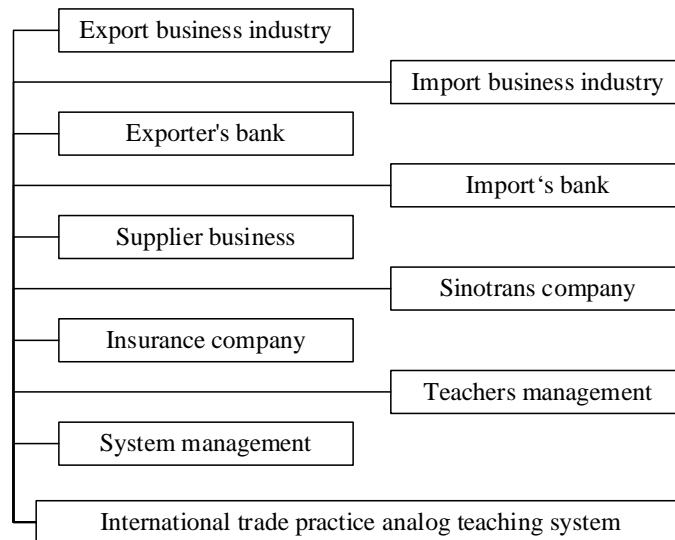 Export business industry
Import business industry
Exporter's bank
Import‘s bank
Supplier business
Sinotrans company
Insurance company
Teachers management
System management
International trade practice analog teaching system